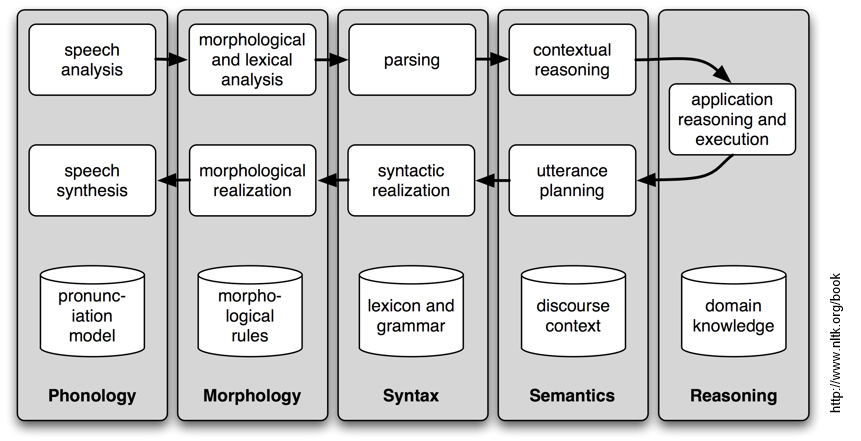 speech
analysis
morphological
and lexical
analysis
parsing
contextual
reasoning
application
reasoning and
execution
speech
synthesis
morphological
realization
syntactic
realization
utterance
planning
pronunc-
iation
model
morpho-
logical
rules
lexicon and
grammar
discourse
context
domain
knowledge
Phonology
Morphology
Syntax
Semantics
Reasoning
http://www.nltk.org/book